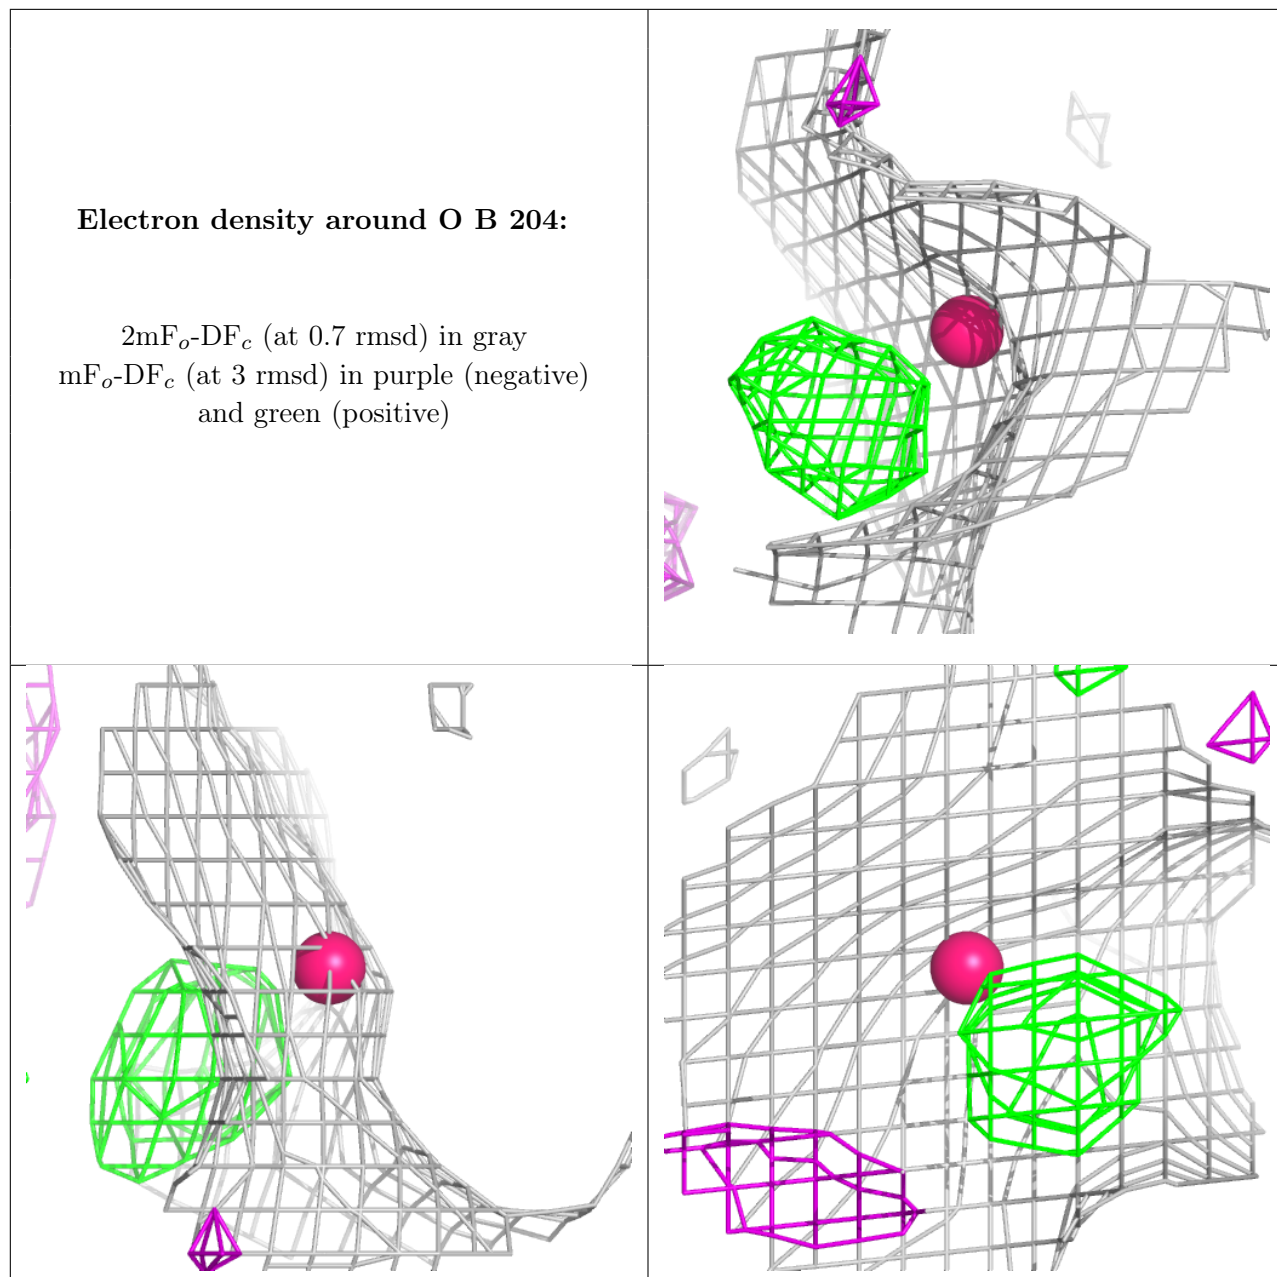 Electron density around O B 204:
2mFo-DFc (at 0.7 rmsd) in gray
mFo-DFc (at 3 rmsd) in purple (negative)
and green (positive)